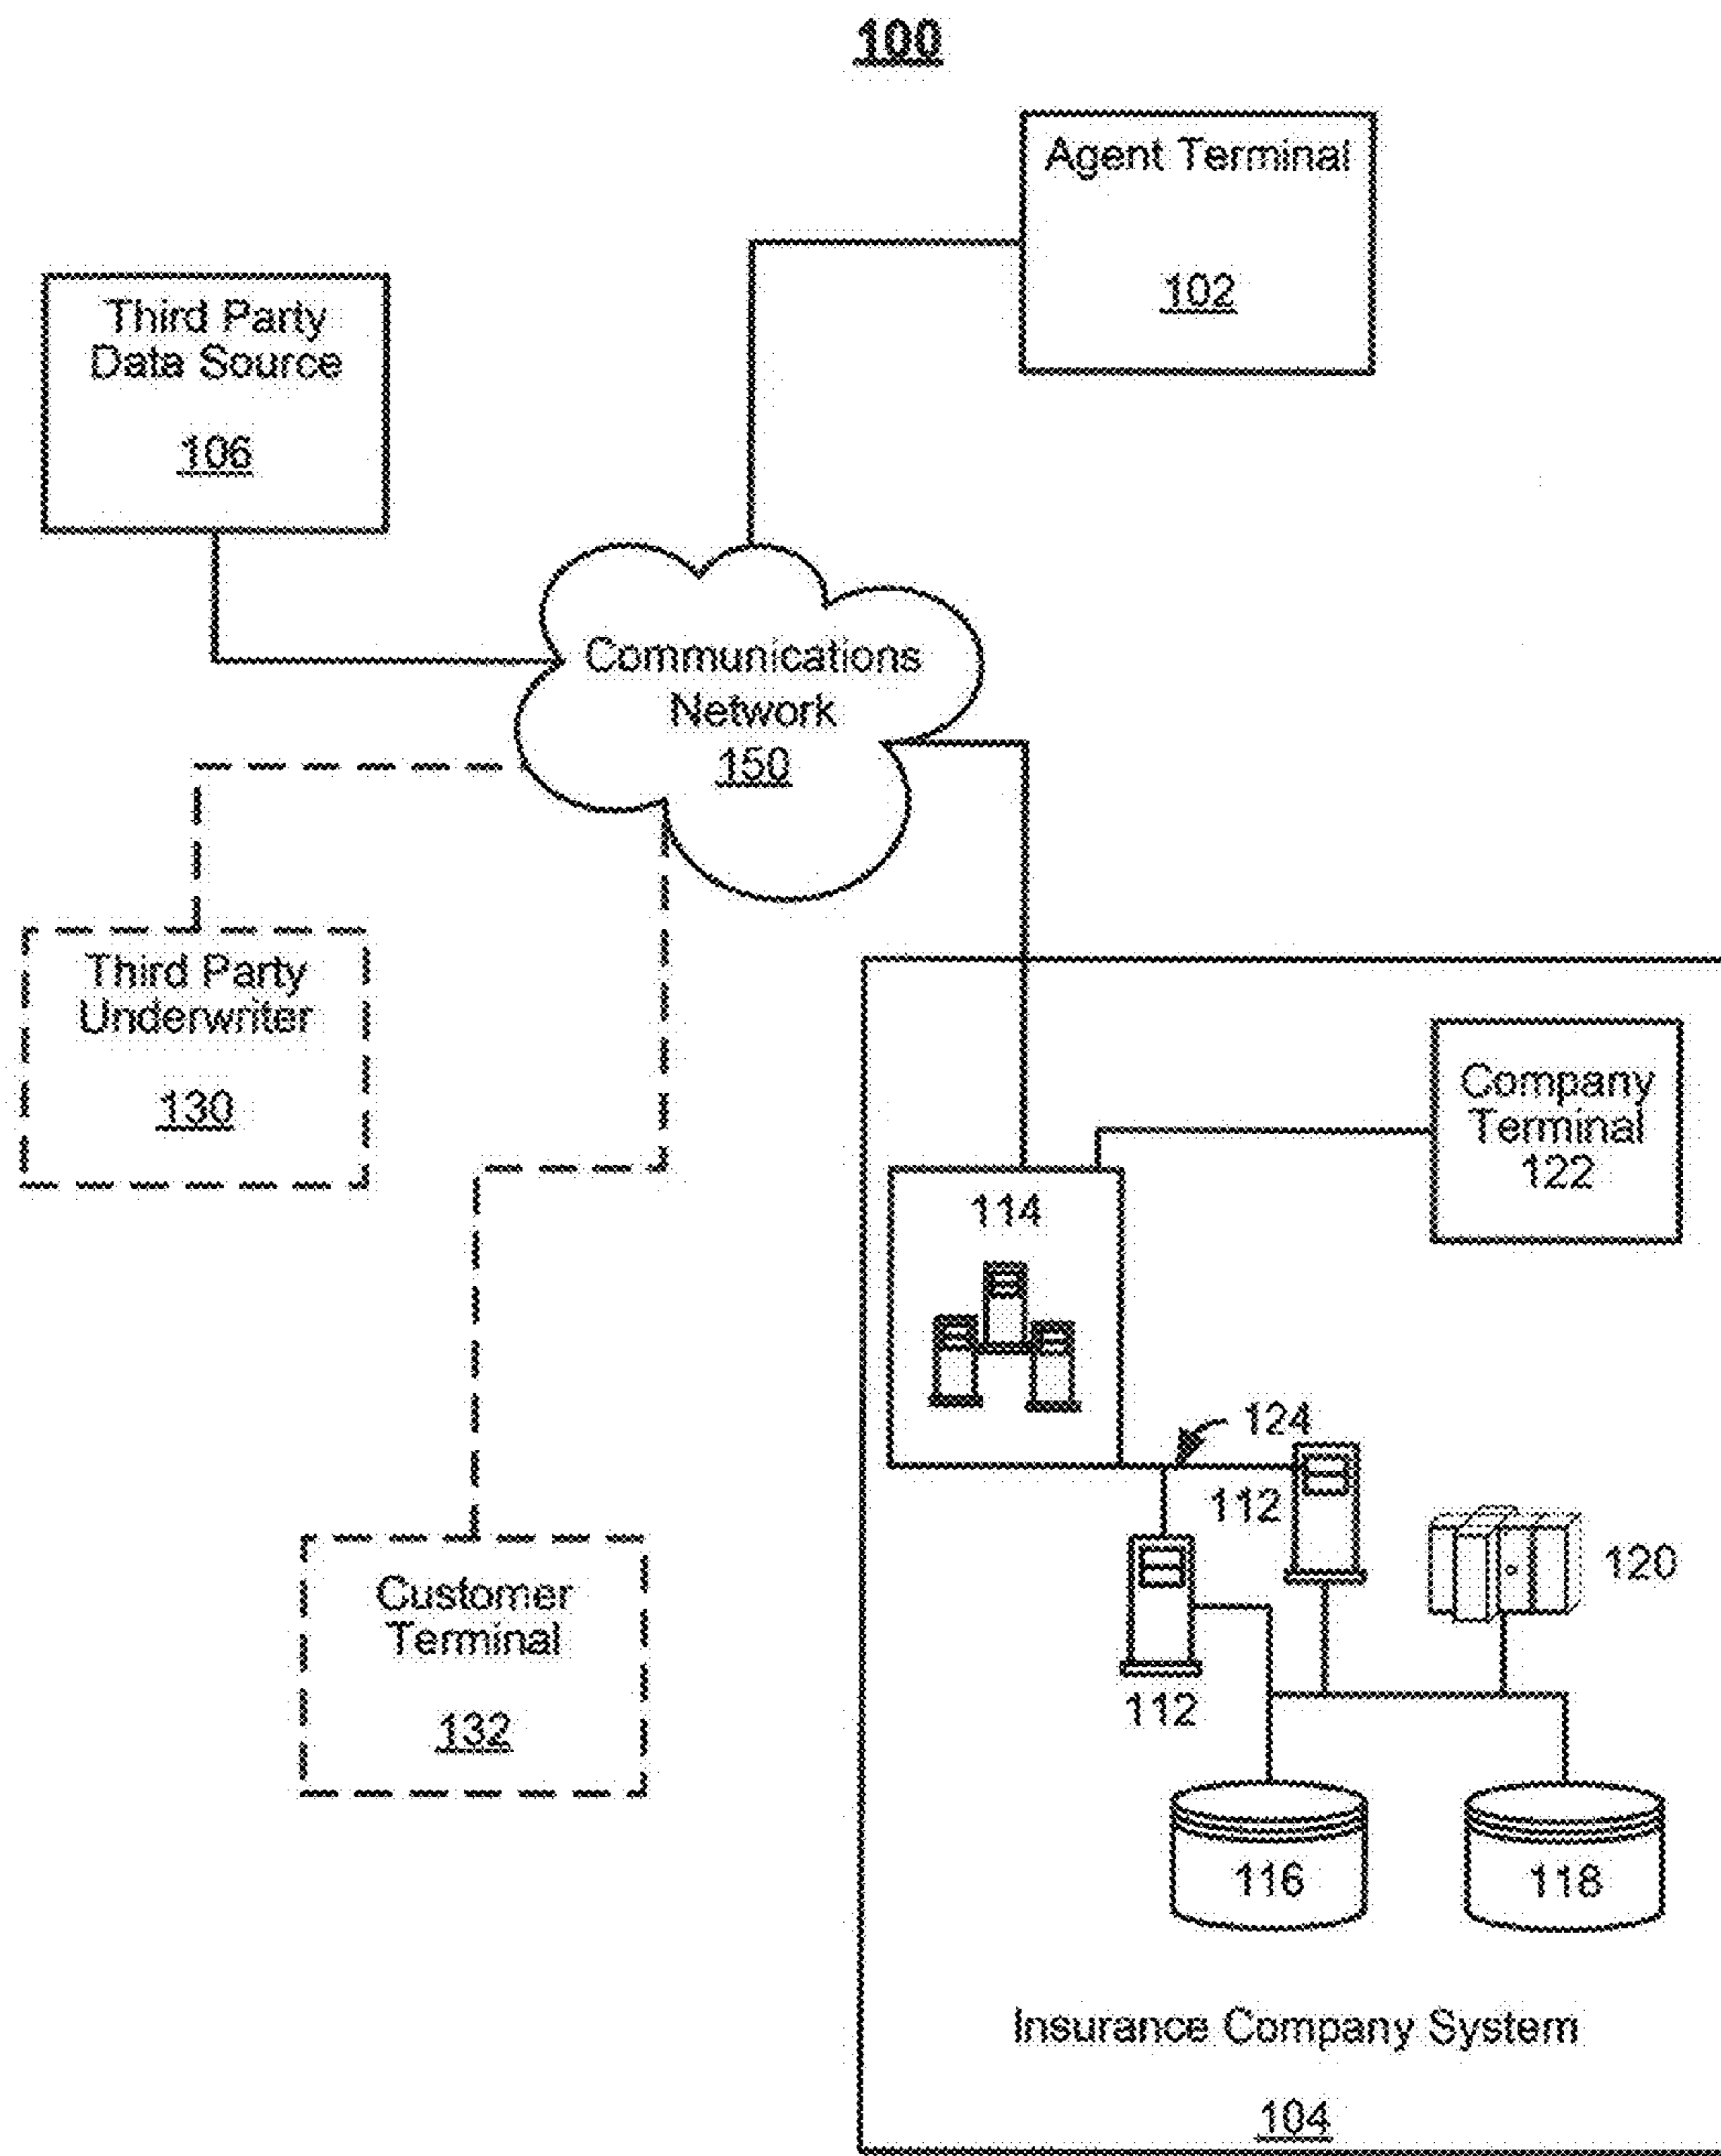 100
Agent Terminal
102
Third Party
Data Source
106
Communications
Network
150
Third Party
Underwriter
130
Company
Terminal
122
114
124
112
120
112
Customer
Terminal
132
116
118
Insurance Company System
104